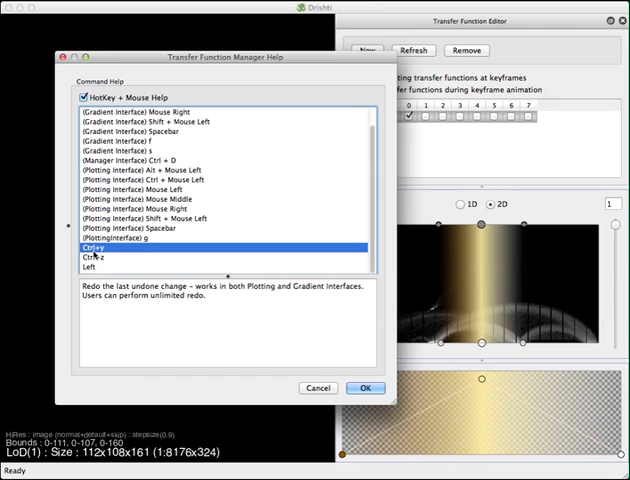 Drishti
Transfer Function Editor
New
Refresh
Remove
ting transfer functions at keyframes
fer functions during keyframe animation
0 1 2 3 4 5 6 7
1D
2D
1
Transfer Function Manager Help
Command Help
HotKey + Mouse Help
(Gradient Interface) Mouse Right
(Gradient Interface) Shift + Mouse Left
(Gradient Interface) Spacebar
(Gradient Interface) f
(Gradient Interface) s
(Manager Interface) Ctrl + D
(Plotting Interface) Alt + Mouse Left
(Plotting Interface) Ctrl + Mouse Left
(Plotting Interface) Mouse Left
(Plotting Interface) Mouse Middle
(Plotting Interface) Mouse Right
(Plotting Interface) Shift + Mouse Left
(Plotting Interface) Spacebar
(PlottingInterface) g
Ctrl+y
Ctrl+z
Left
Redo the last undone change - works in both Plotting and Gradient Interfaces.
Users can perform unlimited redo.
Cancel
OK
HiRes : image (normal+default+skip) : stepsize(0.9)
Bounds : 0-111, 0-107, 0-160
LoD(1) : Size : 112x108x161 (1:8176x324)
Ready